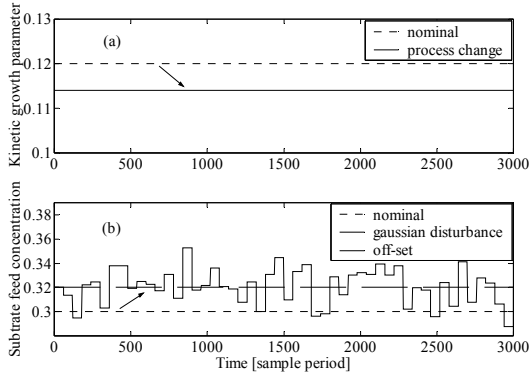 0.13
(a)
nominal
process change
0.12
0.11
0.1
Kinetic growth parameter
0 500 1000 1500 2000 2500 3000
0.38
(b)
nominal
gaussian disturbance
off-set
0.36
0.34
0.32
0.3
Subtrate feed concentration
0 500 1000 1500 2000 2500 3000
Time [sample period]